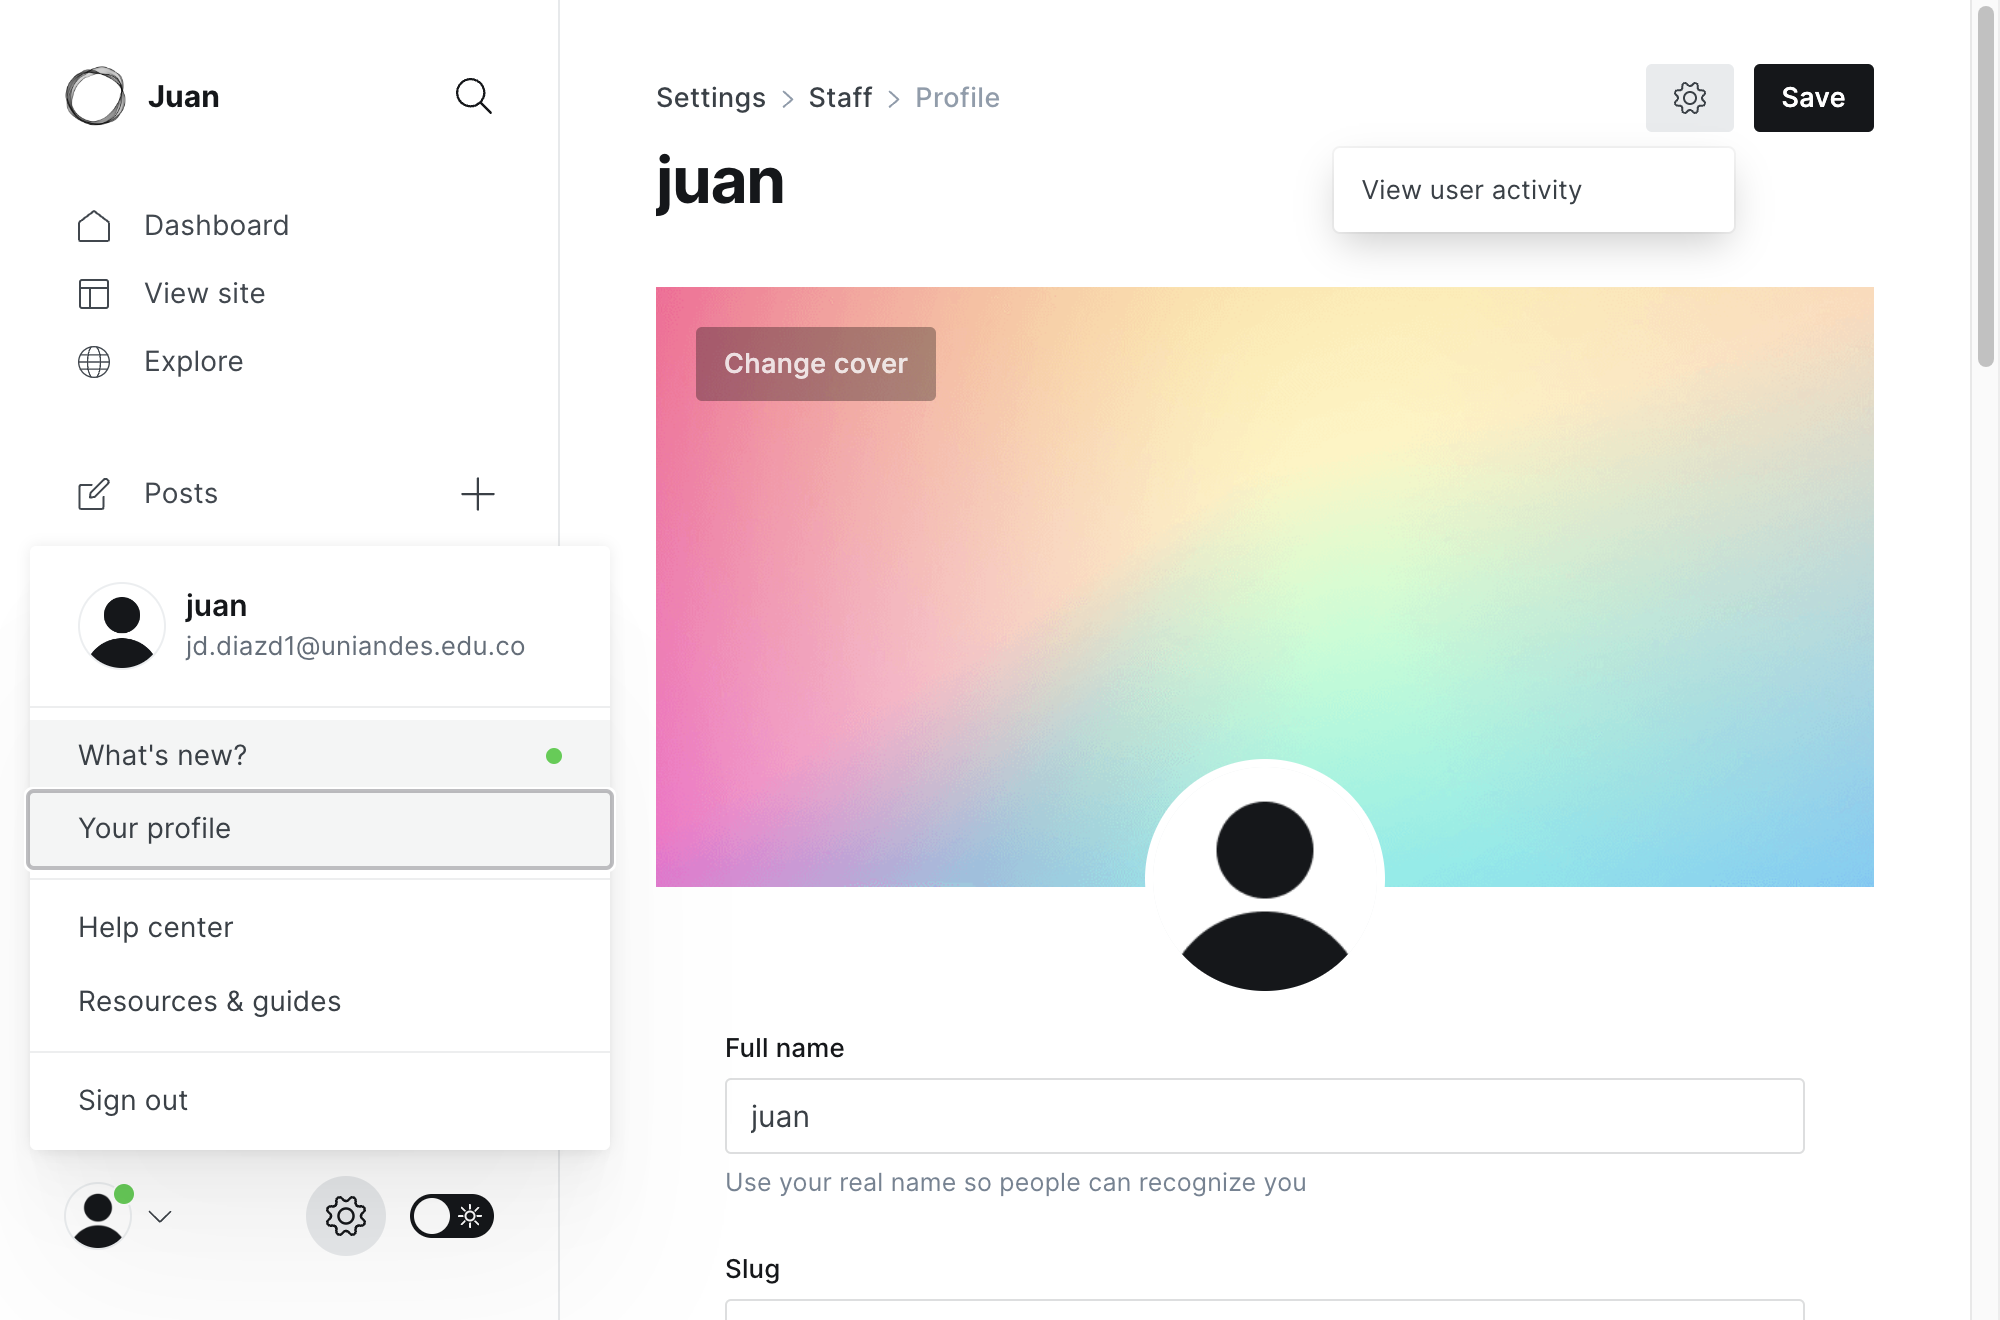 Juan
Dashboard
View site
Explore
Posts
juan
jd.diazd1@uniandes.edu.co
What's new?
Your profile
Help center
Resources & guides
Sign out
Settings > Staff > Profile
Save
juan
View user activity
Change cover
Full name
juan
Use your real name so people can recognize you
Slug